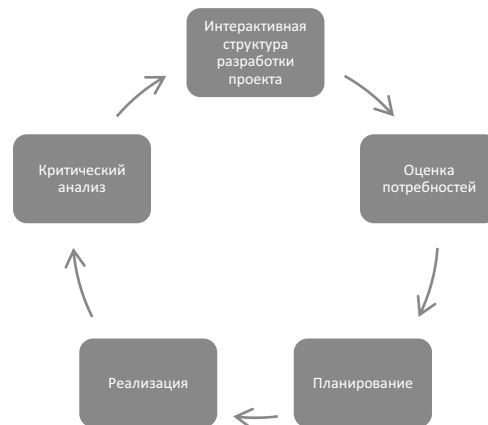 Интерактивная
структура
разработки
проекта
Оценка
потребностей
Планирование
Реализация
Критический
анализ